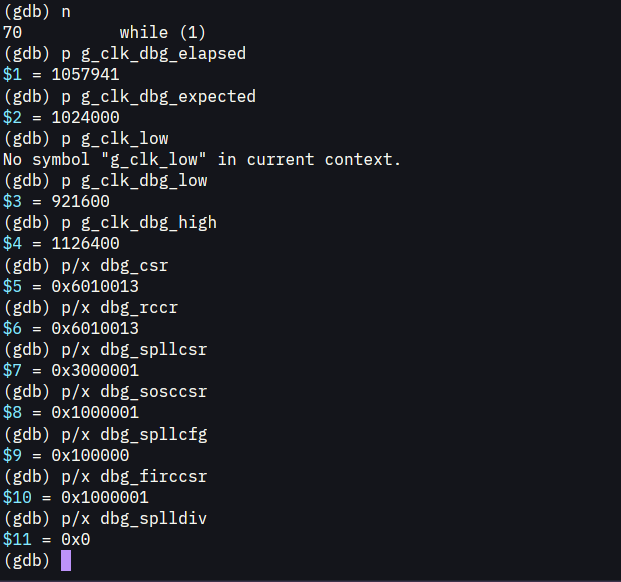 (gdb) n
70          while (1)
(gdb) p g_clk_dbg_elapsed
$1 = 1057941
(gdb) p g_clk_dbg_expected
$2 = 1024000
(gdb) p g_clk_low
No symbol "g_clk_low" in current context.
(gdb) p g_clk_dbg_low
$3 = 921600
(gdb) p g_clk_dbg_high
$4 = 1126400
(gdb) p/x dbg_csr
$5 = 0x6010013
(gdb) p/x dbg_rccr
$6 = 0x6010013
(gdb) p/x dbg_spllcsr
$7 = 0x3000001
(gdb) p/x dbg_sosccsr
$8 = 0x1000001
(gdb) p/x dbg_spllcfg
$9 = 0x100000
(gdb) p/x dbg_firccsr
$10 = 0x1000001
(gdb) p/x dbg_splldiv
$11 = 0x0
(gdb)